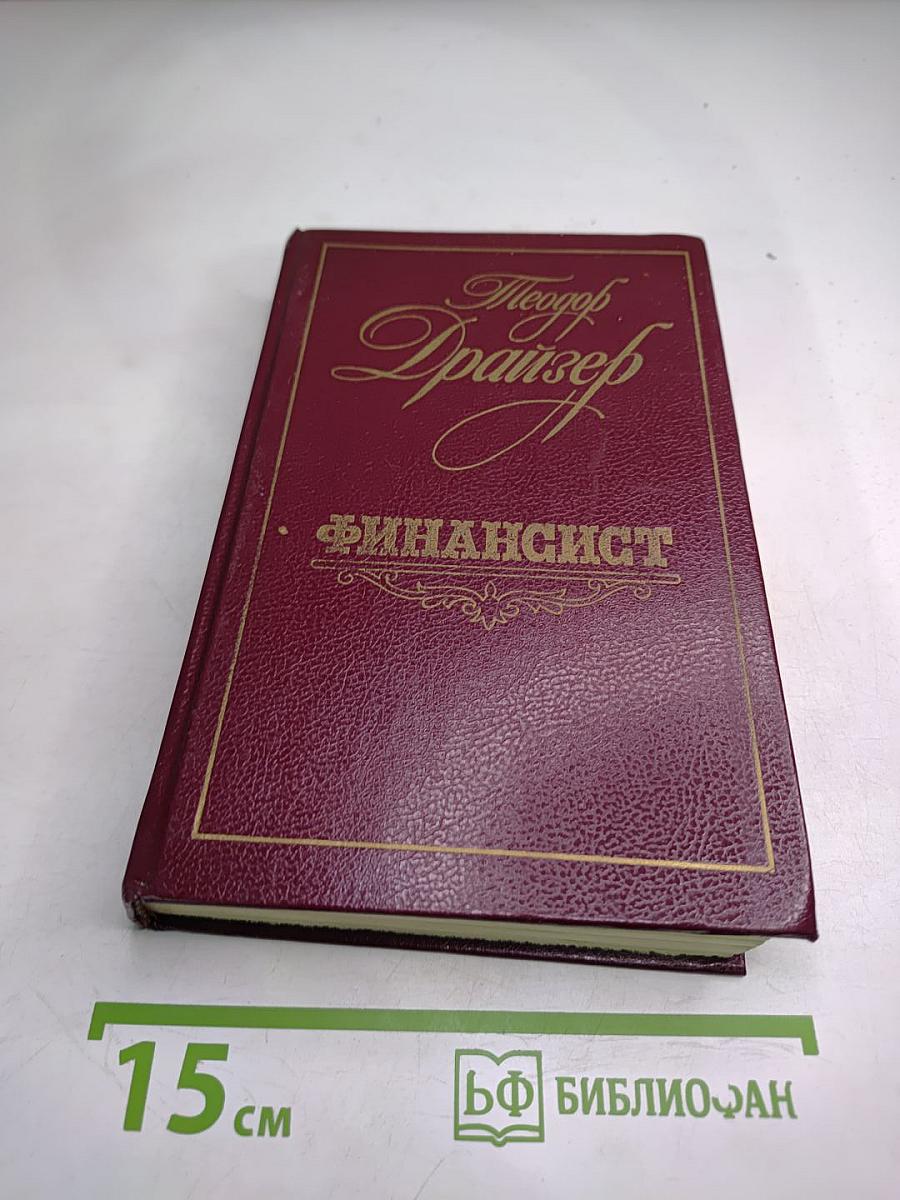 Теодор
Драйзер
ФИНАНСИСТ
15 см
БФ БИБЛИОФАН